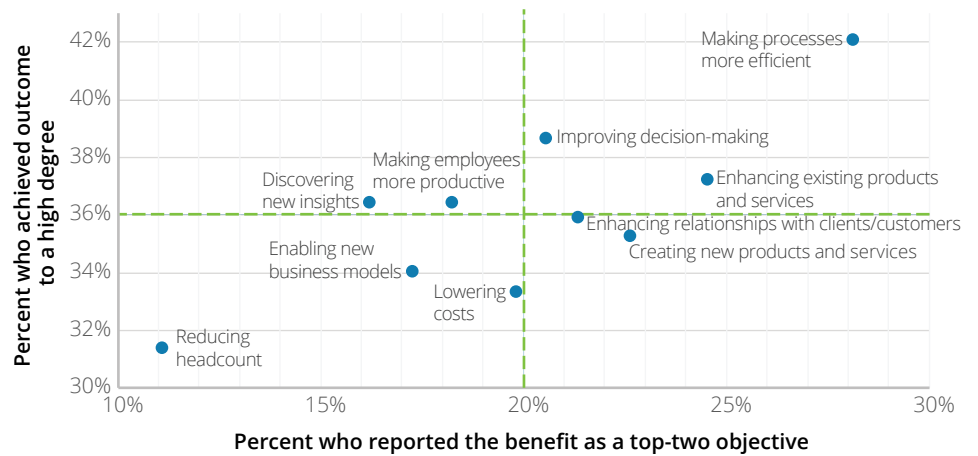 42%
40%
38%
36%
34%
32%
30%
Percent who achieved outcome
to a high degree
Making processes
more efficient
Improving decision-making
Making employees
more productive
Discovering
new insights
Enhancing existing products
and services
Enhancing relationships with clients/customers
Creating new products and services
Enabling new
business models
Lowering
costs
Reducing
headcount
10%
15%
20%
25%
30%
Percent who reported the benefit as a top-two objective